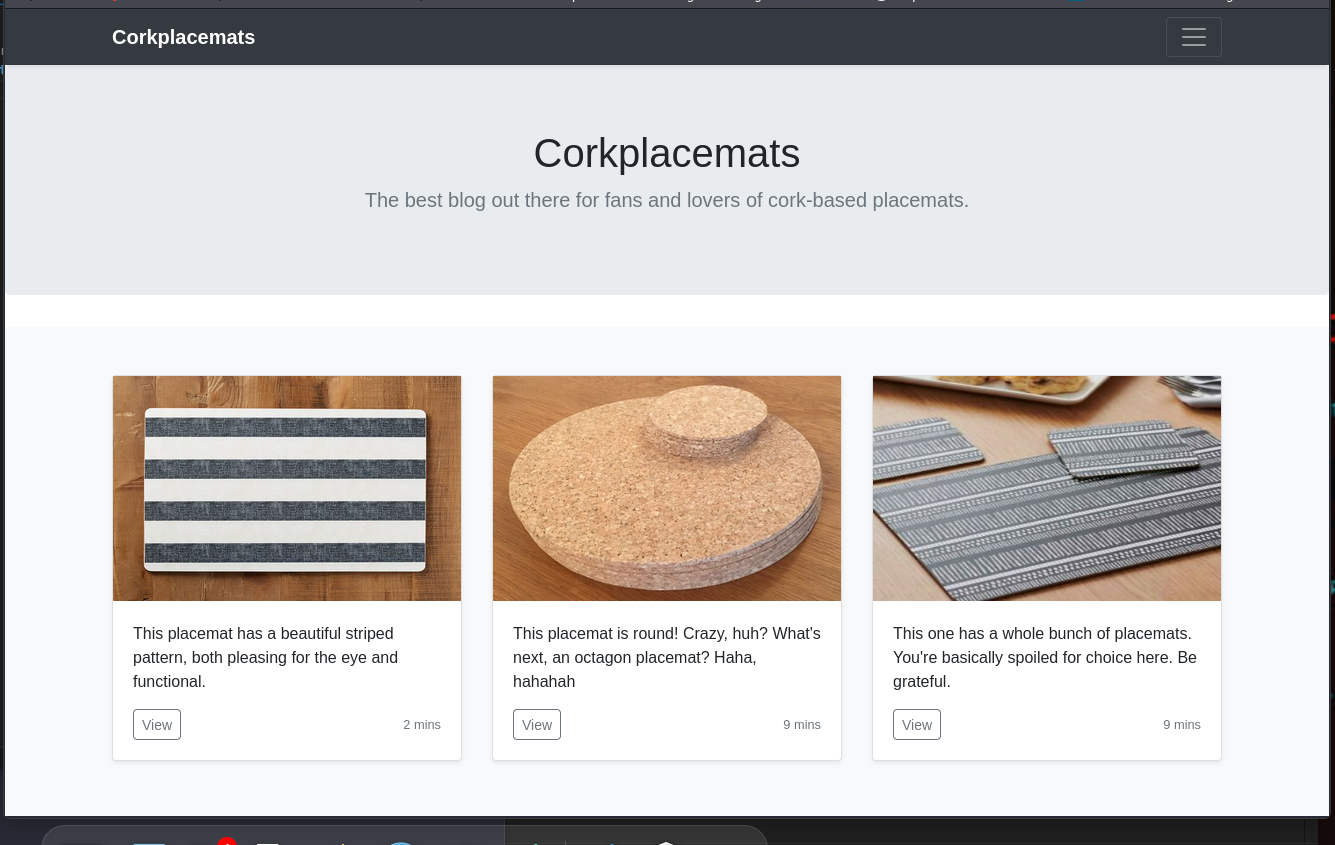 Corkplacemats
Corkplacemats
The best blog out there for fans and lovers of cork-based placemats.
This placemat has a beautiful striped
pattern, both pleasing for the eye and
functional.
View
2 mins
This placemat is round! Crazy, huh? What's
next, an octagon placemat? Haha,
hahahah
View
9 mins
This one has a whole bunch of placemats.
You're basically spoiled for choice here. Be
grateful.
View
9 mins